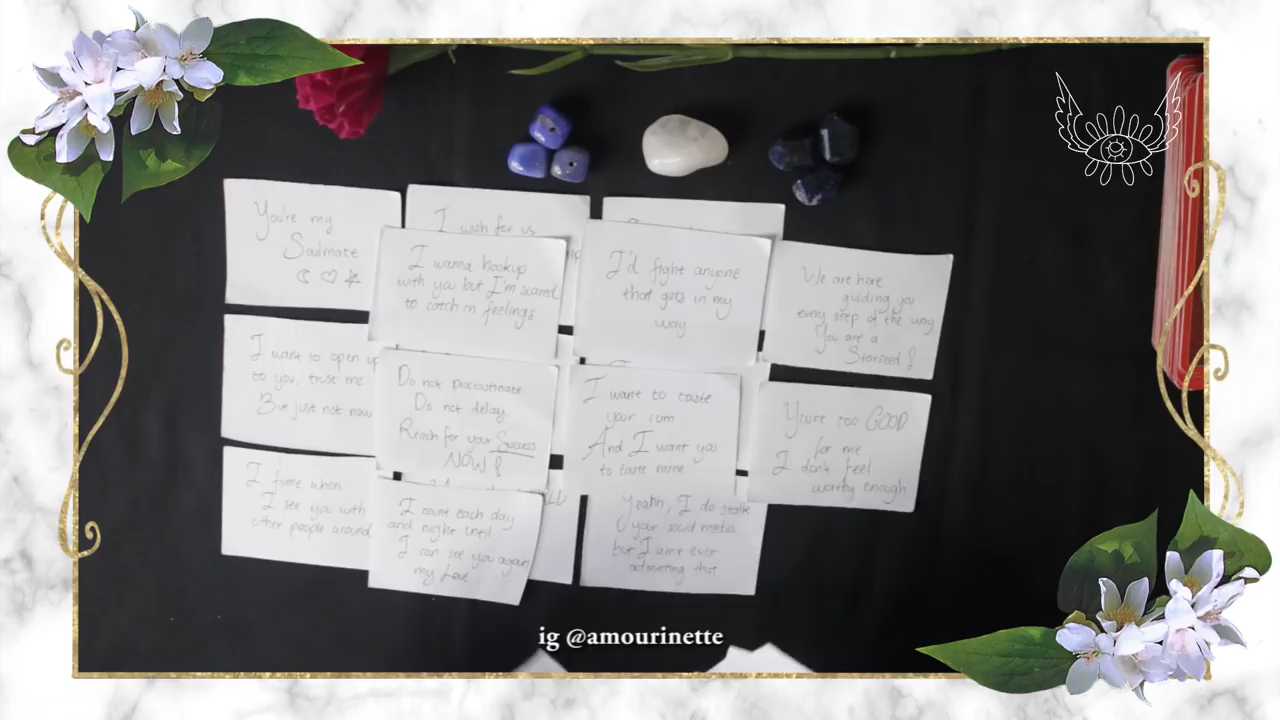 You're my
Soulmate
I wish for us
I wanna hookup
with you but I'm scared
to catch on feelings
I'd fight anyone
that gets in my
way
We are here
guiding you
every step of the way
You are a
Starseed!
I want to open up
to you, trust me
But just not now
Do not procrastinate.
Do not delay.
Reach for your Success
NOW!
I want to taste
your cum
And I want you
to taste mine.
You're too GOOD
for me
I don't feel
worthy enough
I fume when
I see you with
other people around
I count each day
and night until
I can see you again
my Love
Yeahh, I do stalk
your social media
but I aint ever
admitting that
ig @amourinette